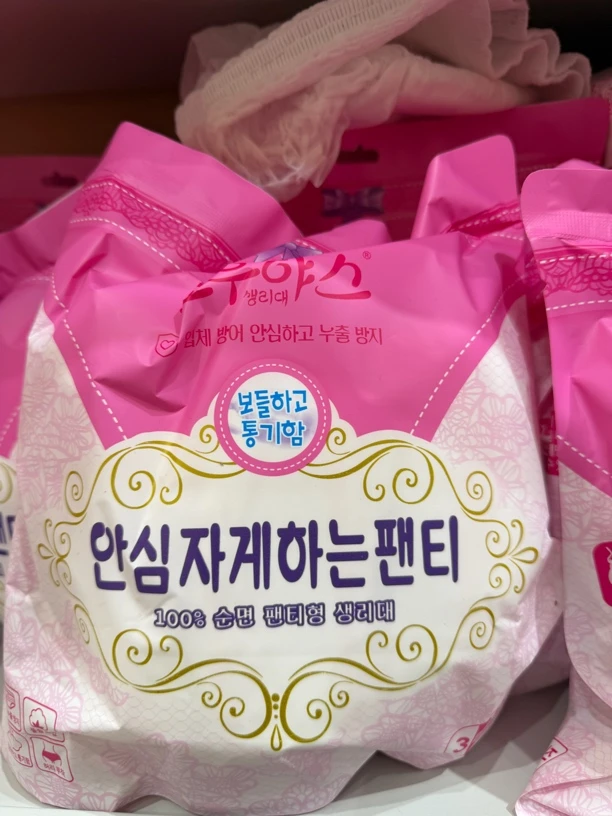 우야스®
생리대
입체 방어 안심하고 누출 방지
보들하고
통기함
안심자게하는팬티
100% 순면 팬티형 생리대
3